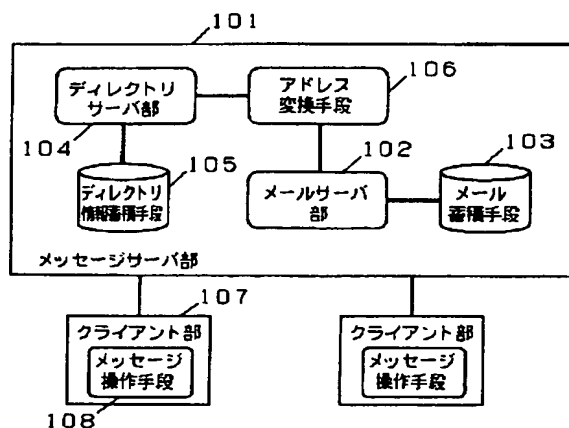 101
ディレクトリ
サーバ部
104
アドレス
変換手段
106
ディレクトリ
情報蓄積手段
105
メールサーバ
部
102
メール
蓄積手段
103
メッセージサーバ部
107
クライアント部
メッセージ
操作手段
108
クライアント部
メッセージ
操作手段